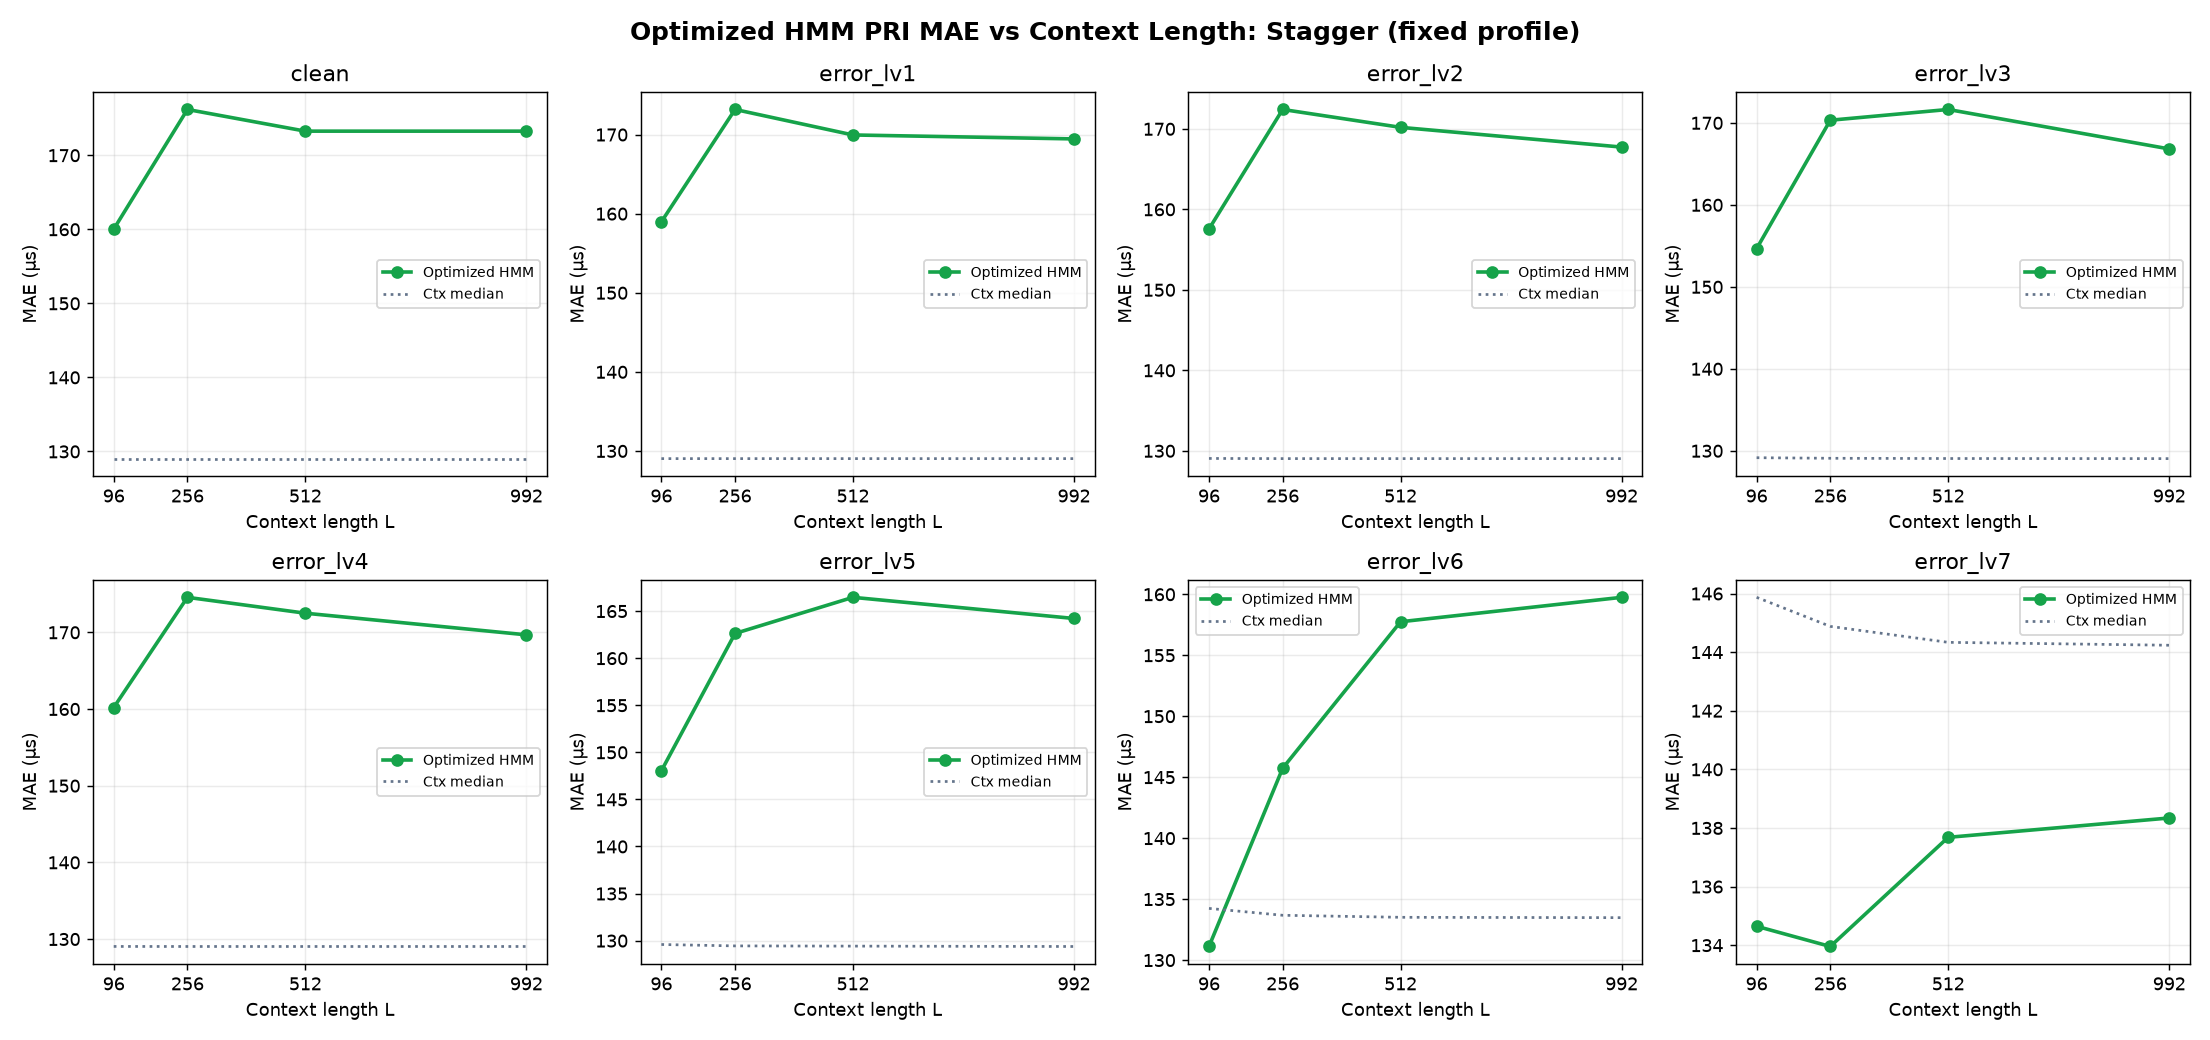 Optimized HMM PRI MAE vs Context Length: Stagger (fixed profile)
clean
MAE (µs)
170
160
150
140
130
Optimized HMM
Ctx median
96 256 512 992
Context length L
error_lv1
MAE (µs)
170
160
150
140
130
Optimized HMM
Ctx median
96 256 512 992
Context length L
error_lv2
MAE (µs)
170
160
150
140
130
Optimized HMM
Ctx median
96 256 512 992
Context length L
error_lv3
MAE (µs)
170
160
150
140
130
Optimized HMM
Ctx median
96 256 512 992
Context length L
error_lv4
MAE (µs)
170
160
150
140
130
Optimized HMM
Ctx median
96 256 512 992
Context length L
error_lv5
MAE (µs)
165
160
155
150
145
140
135
130
Optimized HMM
Ctx median
96 256 512 992
Context length L
error_lv6
MAE (µs)
160
155
150
145
140
135
130
Optimized HMM
Ctx median
96 256 512 992
Context length L
error_lv7
MAE (µs)
146
144
142
140
138
136
134
Optimized HMM
Ctx median
96 256 512 992
Context length L